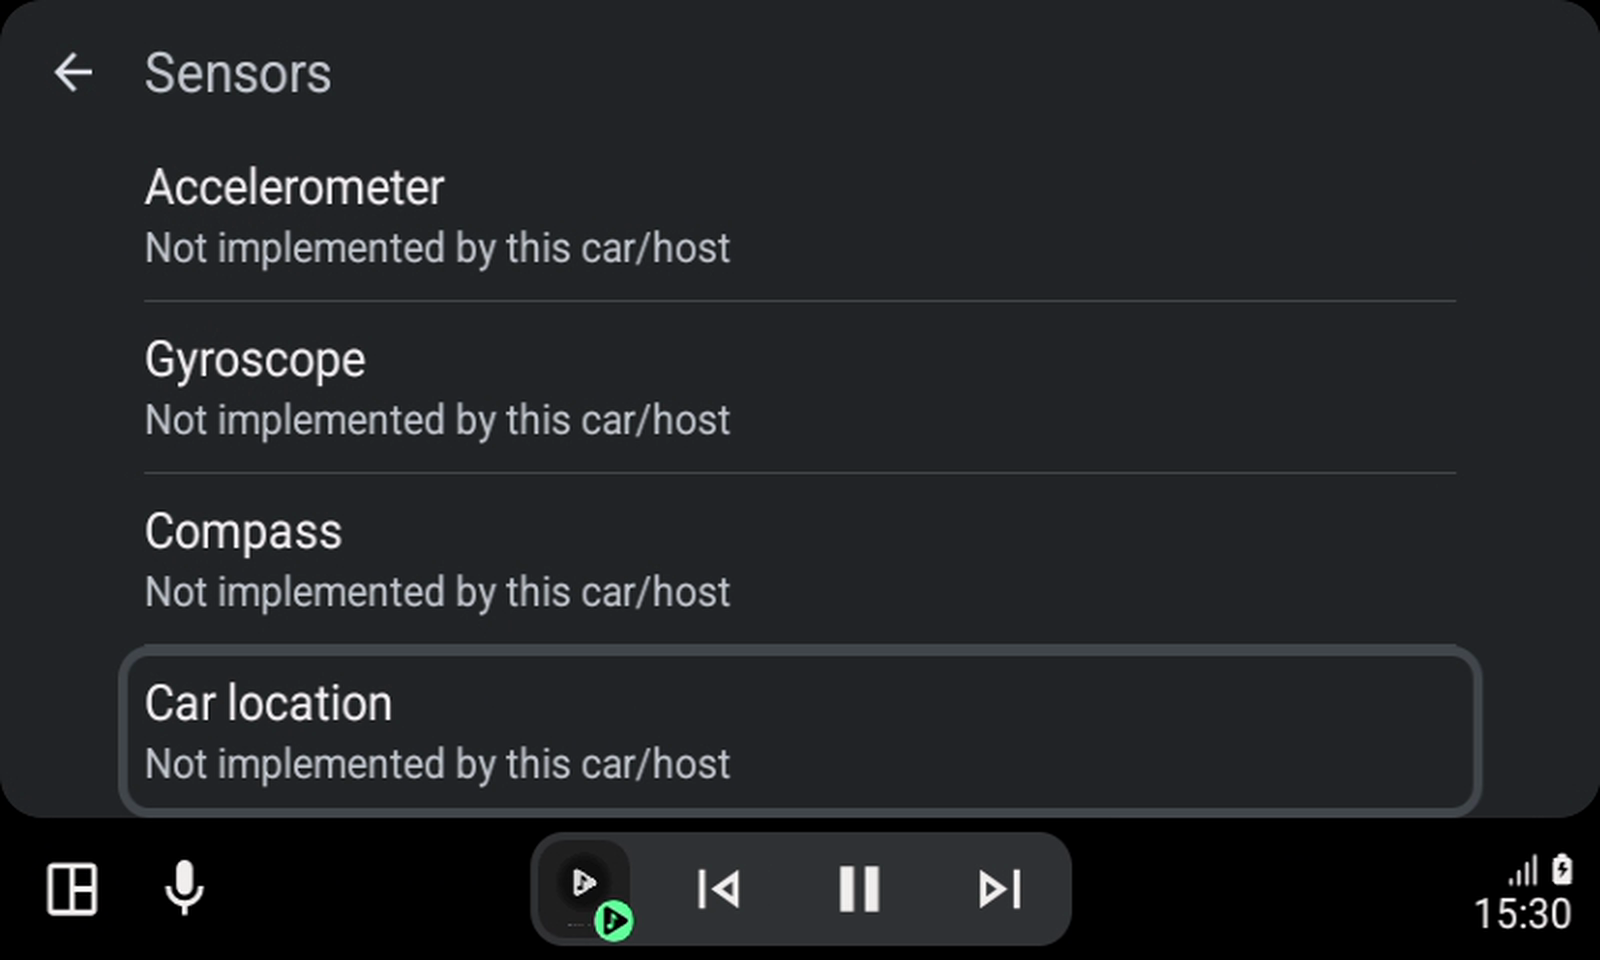 Sensors
Accelerometer
Not implemented by this car/host
Gyroscope
Not implemented by this car/host
Compass
Not implemented by this car/host
Car location
Not implemented by this car/host
15:30